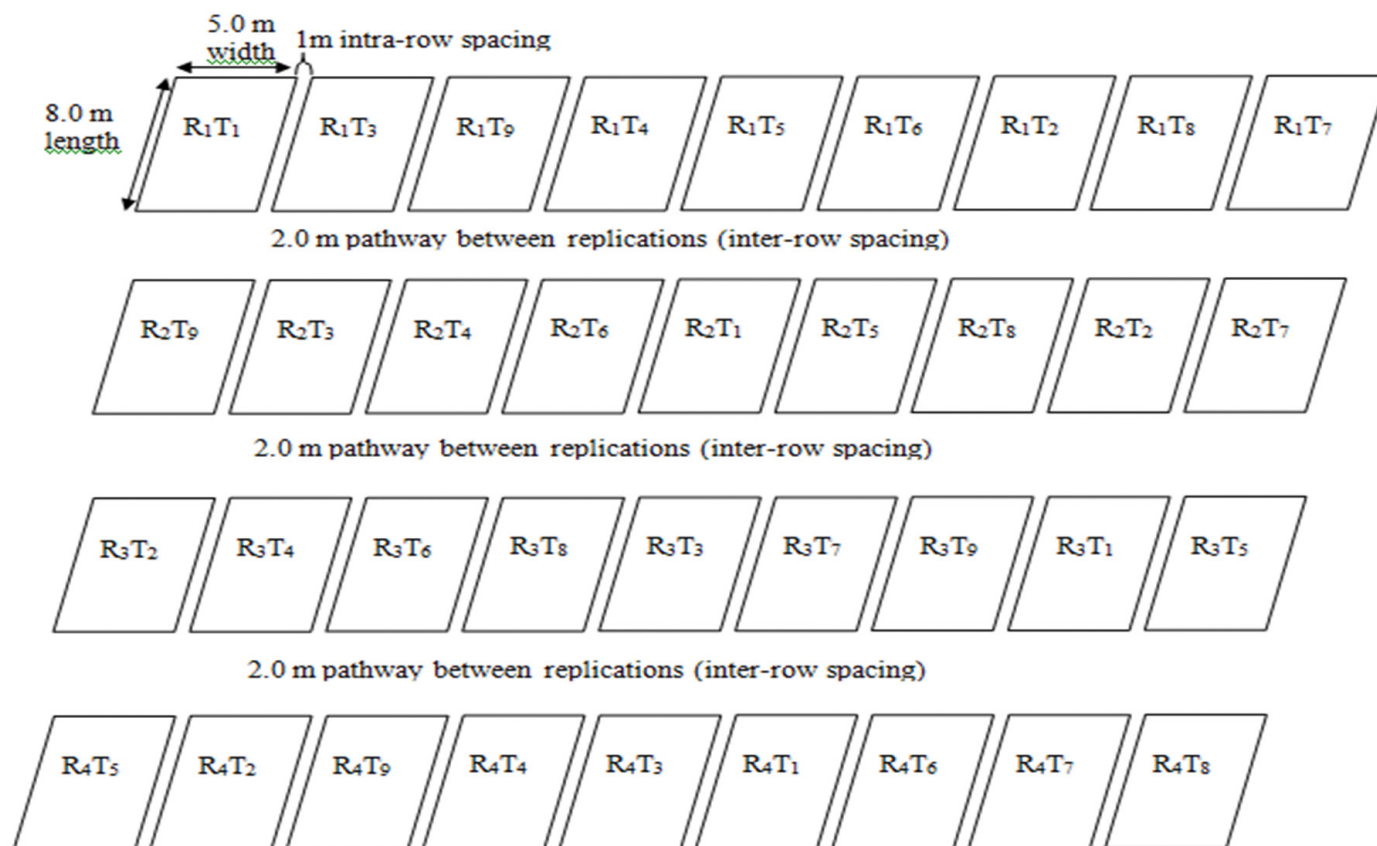 5.0 m
width
1m intra-row spacing
8.0 m
length
R₁T₁ R₁T₃ R₁T₉ R₁T₄ R₁T₅ R₁T₆ R₁T₂ R₁T₈ R₁T₇
2.0 m pathway between replications (inter-row spacing)
R₂T₉ R₂T₃ R₂T₄ R₂T₆ R₂T₁ R₂T₅ R₂T₈ R₂T₂ R₂T₇
2.0 m pathway between replications (inter-row spacing)
R₃T₂ R₃T₄ R₃T₆ R₃T₈ R₃T₃ R₃T₇ R₃T₉ R₃T₁ R₃T₅
2.0 m pathway between replications (inter-row spacing)
R₄T₅ R₄T₂ R₄T₉ R₄T₄ R₄T₃ R₄T₁ R₄T₆ R₄T₇ R₄T₈